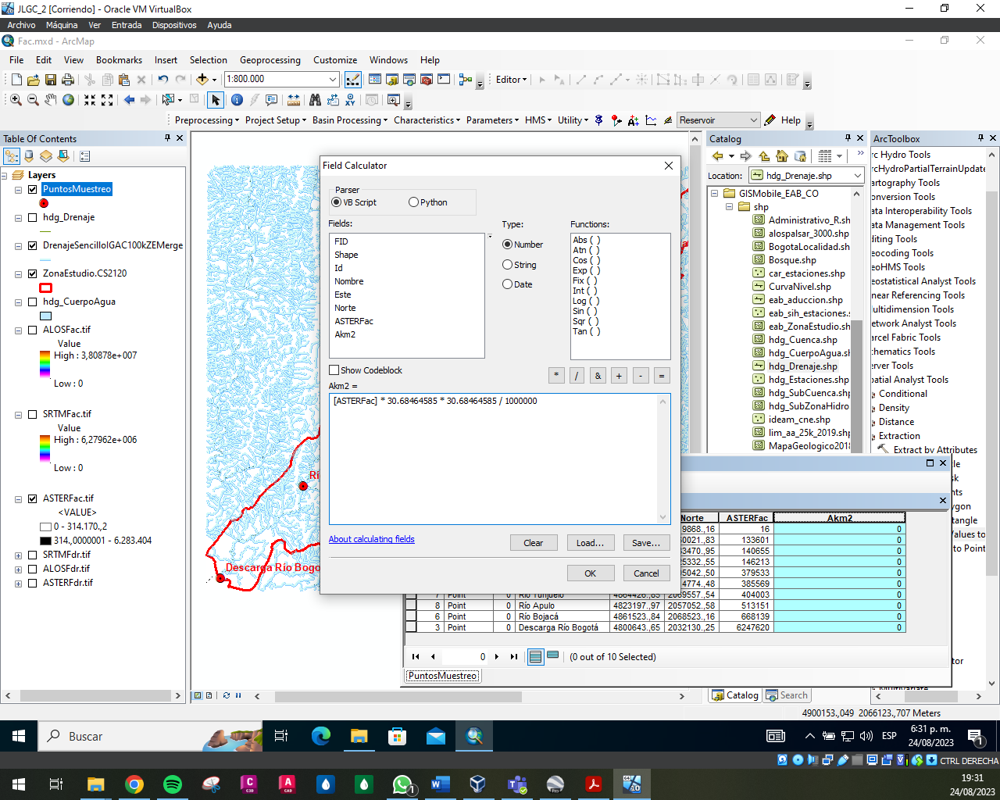 JLGC_2 [Corriendo] - Oracle VM VirtualBox
Archivo Máquina Ver Entrada Dispositivos Ayuda
Fac.mxd - ArcMap
File Edit View Bookmarks Insert Selection Geoprocessing Customize Windows Help
1:800.000
Editor
Preprocessing Project Setup Basin Processing Characteristics Parameters HMS Utility Reservoir Help
Table Of Contents
Layers
PuntosMuestreo
hdg_Drenaje
DrenajeSencilloIGAC100kZEMerge
ZonaEstudio.CS2120
hdg_CuerpoAgua
ALOSFac.tif
Value
High : 3,80878e+007
Low : 0
SRTMFac.tif
Value
High : 6,27962e+006
Low : 0
ASTERFac.tif
<VALUE>
0 - 314.170,,2
314,,0000001 - 6.283.404
SRTMFdr.tif
ALOSFdr.tif
ASTERFdr.tif
Descarga Río Bogo
Field Calculator
Parser
VB Script
Python
Fields:
FID
Shape
Id
Nombre
Este
Norte
ASTERFac
Akm2
Type:
Number
String
Date
Functions:
Abs ( )
Atn ( )
Cos ( )
Exp ( )
Fix ( )
Int ( )
Log ( )
Sin ( )
Sqr ( )
Tan ( )
Show Codeblock
* / & + - =
Akm2 =
[ASTERFac] * 30.68464585 * 30.68464585 / 1000000
About calculating fields
Clear
Load...
Save...
OK
Cancel
Catalog
Location: hdg_Drenaje.shp
GISMobile_EAB_CO
shp
Administrativo_R.sh
alospalsar_3000.shp
BogotaLocalidad.sh
Bosque.shp
car_estaciones.shp
CurvaNivel.shp
eab_aduccion.shp
eab_sih_estaciones.
eab_ZonaEstudio.sh
hdg_Cuenca.shp
hdg_CuerpoAgua.sh
hdg_Drenaje.shp
hdg_Estaciones.shp
hdg_SubCuenca.shp
hdg_SubZonaHidro
ideam_cne.shp
lim_aa_25k_2019.shp
MapaGeologico2018
ArcToolbox
rc Hydro Tools
rcHydroPartialTerrainUpdate
artography Tools
onversion Tools
ata Interoperability Tools
ata Management Tools
diting Tools
eocoding Tools
eoHMS Tools
eostatistical Analyst Tools
near Referencing Tools
ultidimension Tools
etwork Analyst Tools
arcel Fabric Tools
chematics Tools
erver Tools
patial Analyst Tools
Conditional
Density
Distance
Extraction
Extract by Attributes
Norte ASTERFac Akm2
9868,,16 16 0
0021,,83 133601 0
3470,,95 140655 0
5332,,55 146213 0
5042,,50 379533 0
4774,,48 385569 0
7 Point 0 Río Tunjuelo 4864426,,85 2069557,,54 404003 0
8 Point 0 Río Apulo 4823197,,97 2057052,,58 513151 0
6 Point 0 Río Bojacá 4861523,,84 2068523,,16 668139 0
3 Point 0 Descarga Río Bogotá 4800643,,65 2032130,,25 6247620 0
0 (0 out of 10 Selected)
PuntosMuestreo
Catalog Search
4900153,,049 2066123,,707 Meters
Buscar
ESP
6:31 p. m.
24/08/2023
1
CTRL DERECHA
19:31
24/08/2023